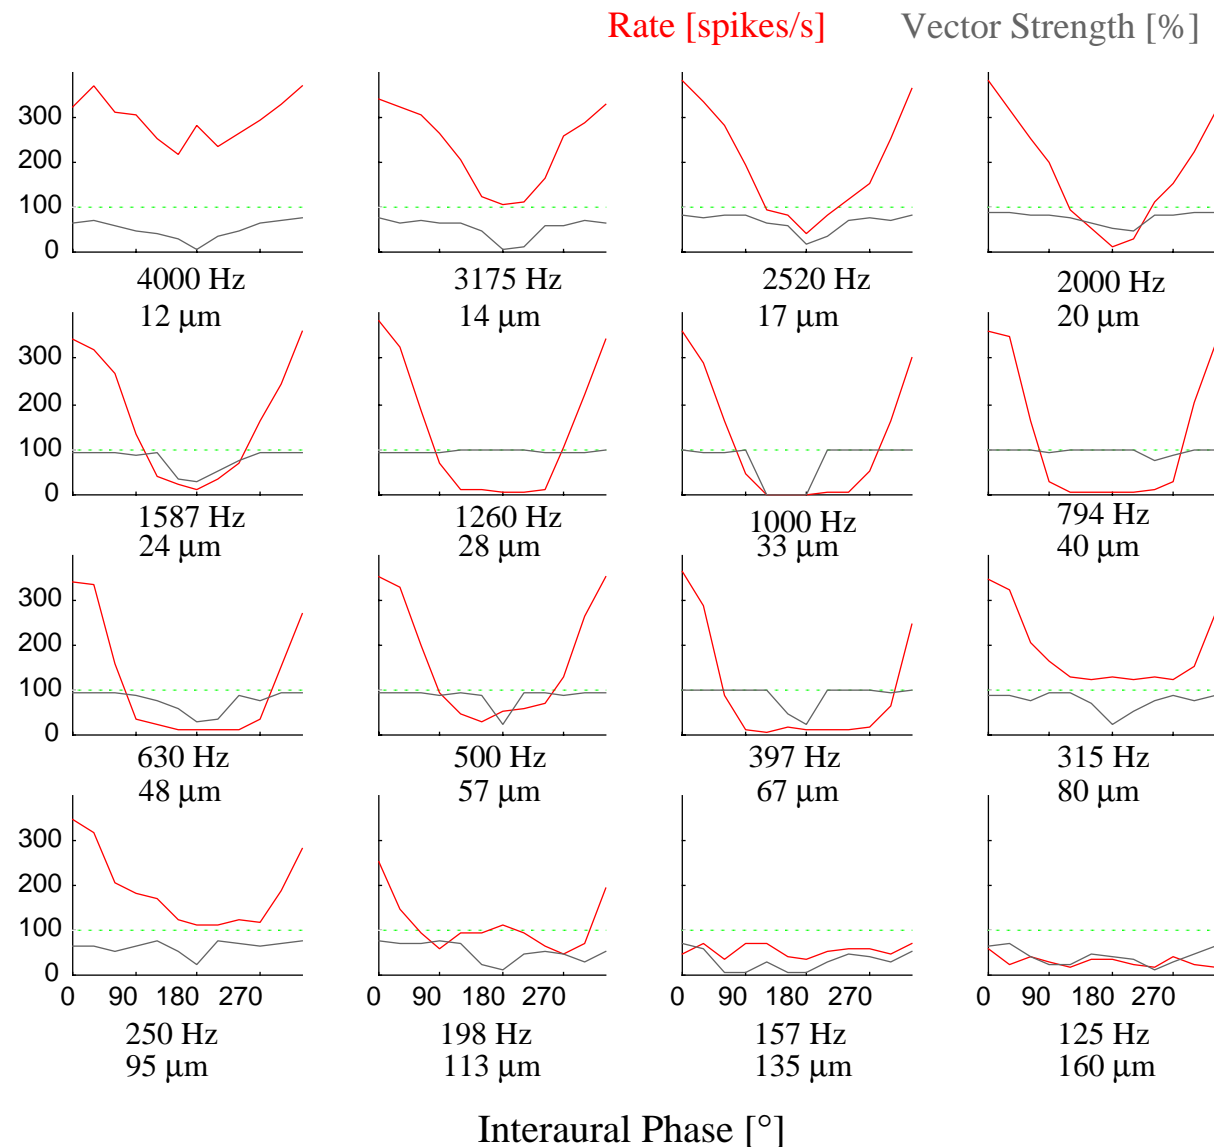 Rate [spikes/s] Vector Strength [%]
300
200
100
0
4000 Hz 3175 Hz 2520 Hz 2000 Hz
12 µm 14 µm 17 µm 20 µm
300
200
100
0
1587 Hz 1260 Hz 1000 Hz 794 Hz
24 µm 28 µm 33 µm 40 µm
300
200
100
0
630 Hz 500 Hz 397 Hz 315 Hz
48 µm 57 µm 67 µm 80 µm
300
200
100
0
0 90 180 270 0 90 180 270 0 90 180 270 0 90 180 270
250 Hz 198 Hz 157 Hz 125 Hz
95 µm 113 µm 135 µm 160 µm
Interaural Phase [°]